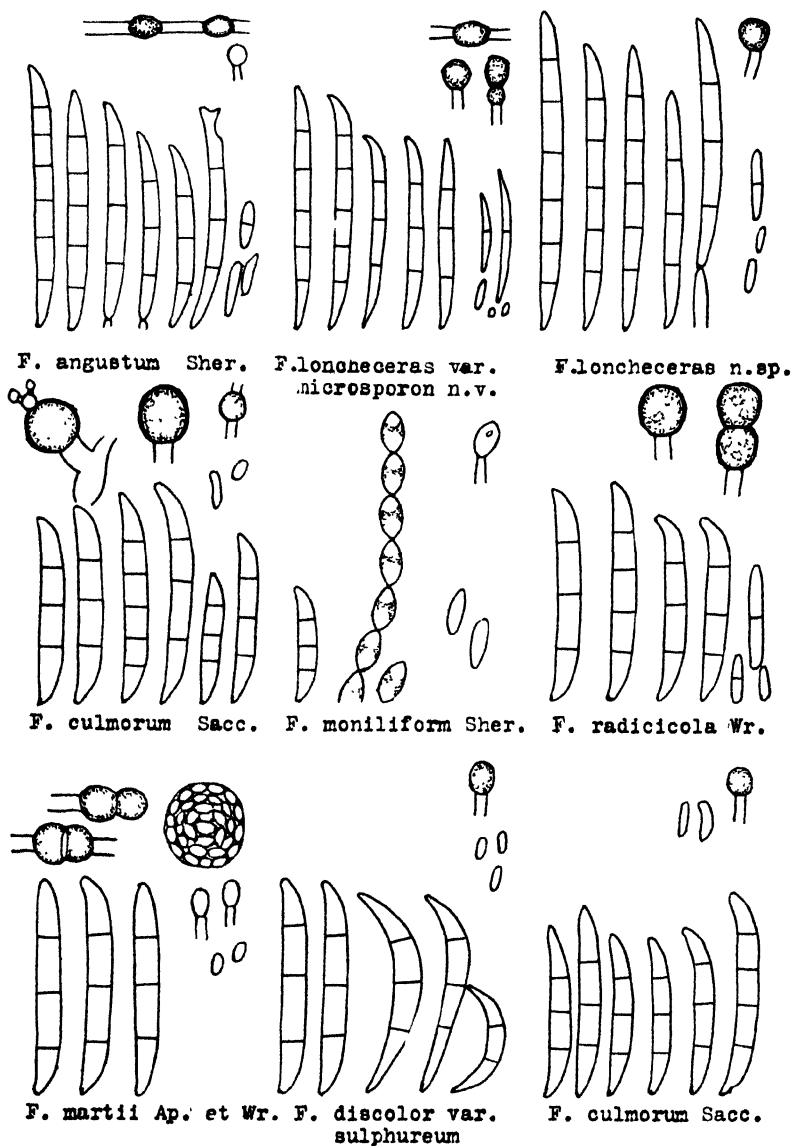 F. angustum Sher.
F.loncheceras var.
microsporon n.v.
F.loncheceras n.sp.
F. culmorum Sacc.
F. moniliform Sher.
F. radicicola Wr.
F. martii Ap. et Wr.
F. discolor var.
sulphureum
F. culmorum Sacc.